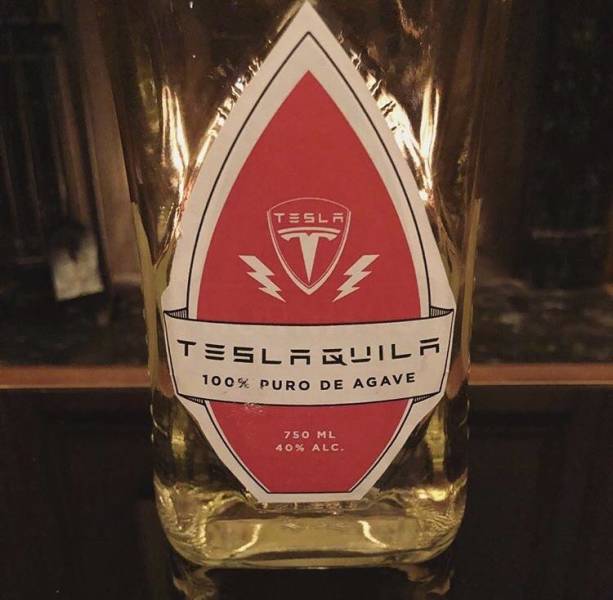 TESLA
TESLAQUILA
100% PURO DE AGAVE
750 ML
40% ALC.